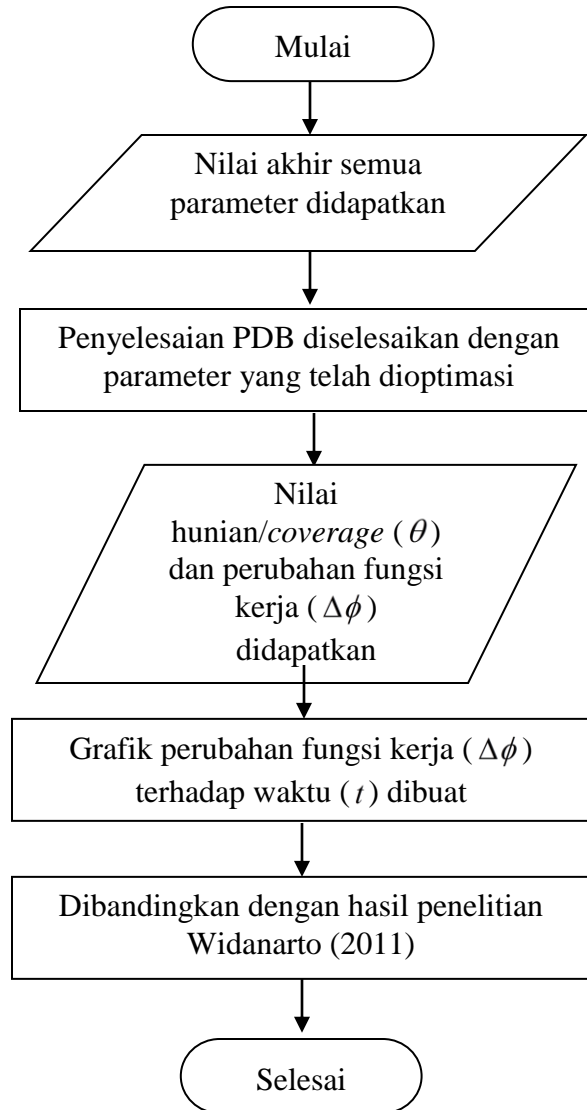 Mulai
Nilai akhir semua
parameter didapatkan
Penyelesaian PDB diselesaikan dengan
parameter yang telah dioptimasi
Nilai
hunian/coverage (θ)
dan perubahan fungsi
kerja (Δϕ)
didapatkan
Grafik perubahan fungsi kerja (Δϕ)
terhadap waktu (t) dibuat
Dibandingkan dengan hasil penelitian
Widanarto (2011)
Selesai